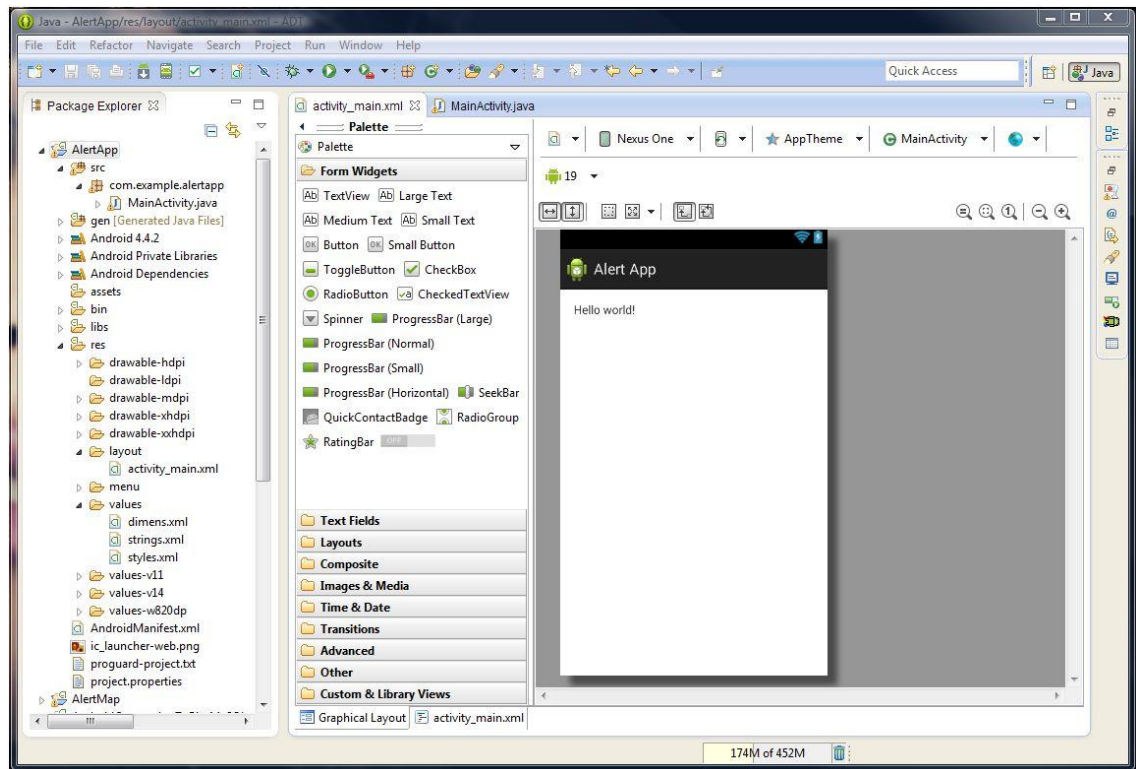 Java - AlertApp/res/layout/activity_main.xml - ADT
File Edit Refactor Navigate Search Project Run Window Help
Quick Access
Java
Package Explorer
AlertApp
src
com.example.alertapp
MainActivity.java
gen [Generated Java Files]
Android 4.4.2
Android Private Libraries
Android Dependencies
assets
bin
libs
res
drawable-hdpi
drawable-ldpi
drawable-mdpi
drawable-xhdpi
drawable-xxhdpi
layout
activity_main.xml
menu
values
dimens.xml
strings.xml
styles.xml
values-v11
values-v14
values-w820dp
AndroidManifest.xml
ic_launcher-web.png
proguard-project.txt
project.properties
AlertMap
activity_main.xml MainActivity.java
Palette
Palette
Form Widgets
Ab TextView Ab Large Text
Ab Medium Text Ab Small Text
OK Button OK Small Button
ToggleButton CheckBox
RadioButton CheckedTextView
Spinner ProgressBar (Large)
ProgressBar (Normal)
ProgressBar (Small)
ProgressBar (Horizontal) SeekBar
QuickContactBadge RadioGroup
RatingBar OFF
Text Fields
Layouts
Composite
Images & Media
Time & Date
Transitions
Advanced
Other
Custom & Library Views
Graphical Layout activity_main.xml
Nexus One AppTheme MainActivity
19
Alert App
Hello world!
174M of 452M